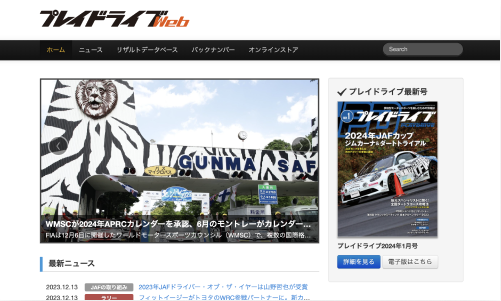 プレイドライブWeb
ホーム
ニュース
リザルトデータベース
バックナンバー
オンラインストア
Search
GUNMA SAF
WMSCが2024年APRCカレンダーを承認、6月のモントレーがカレンダー…
FIAは12月6日に開催したワールドモータースポーツカウンシル（WMSC）で、複数の国際格…
最新ニュース
2023.12.13 JAFの取り組み 2023年JAFドライバー・オブ・ザ・イヤーは山野哲也が受賞
2023.12.13 ラリー フィットイージーがトヨタのWRC参戦パートナーに。新カ…
プレイドライブ最新号
プレイドライブ
2024年JAFカップ
ジムカーナ&ダートトライアル
プレイドライブ2024年1月号
詳細を見る
電子版はこちら